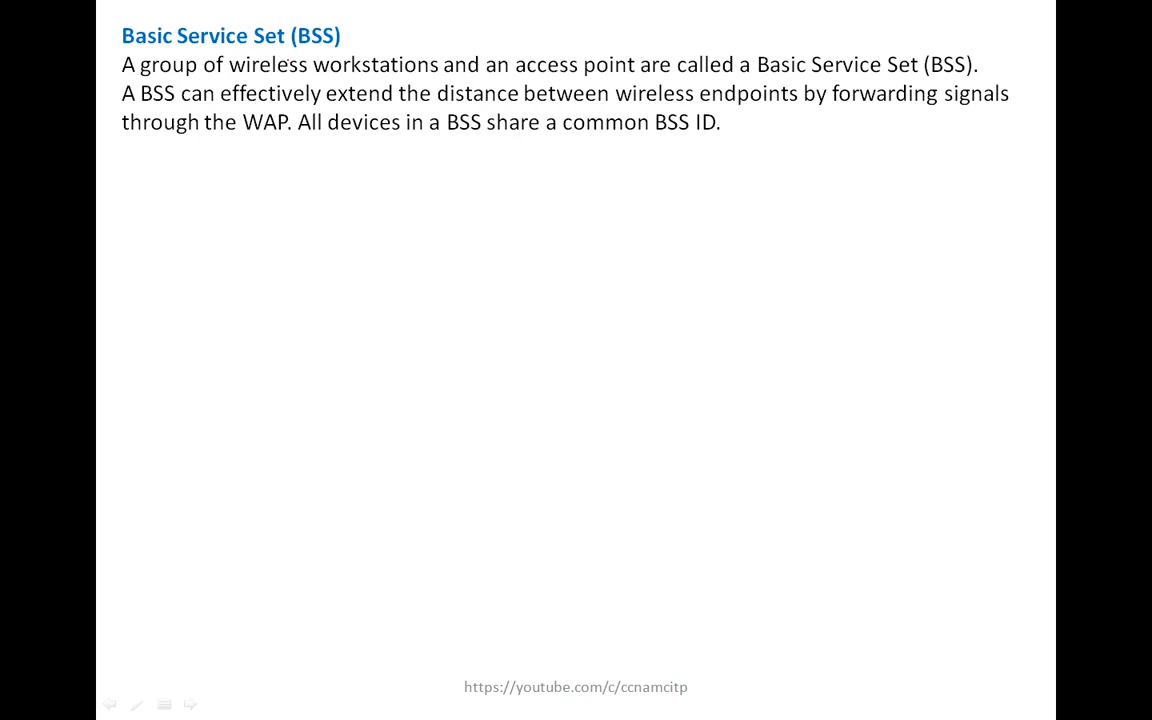 Basic Service Set (BSS)
A group of wireless workstations and an access point are called a Basic Service Set (BSS).
A BSS can effectively extend the distance between wireless endpoints by forwarding signals
through the WAP. All devices in a BSS share a common BSS ID.
https://youtube.com/c/ccnamcitp